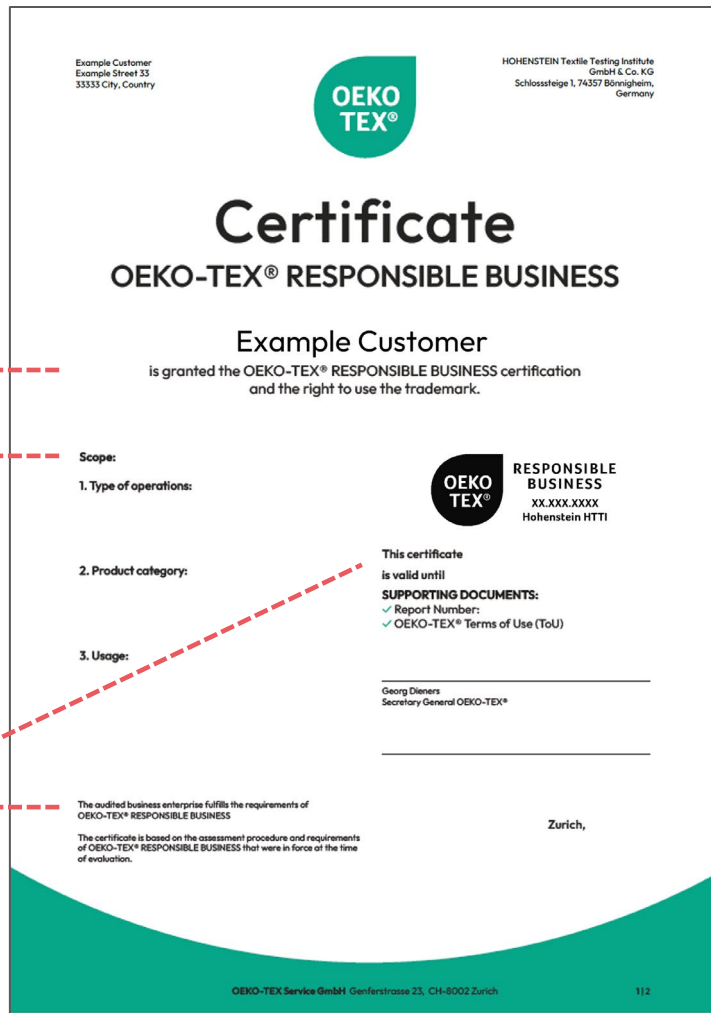 Example Customer
Example Street 33
33333 City, Country
OEKO
TEX®
HOHENSTEIN Textile Testing Institute
GmbH & Co. KG
Schlosssteige 1, 74357 Bönnigheim,
Germany
Certificate
OEKO-TEX® RESPONSIBLE BUSINESS
Example Customer
is granted the OEKO-TEX® RESPONSIBLE BUSINESS certification
and the right to use the trademark.
Scope:
1. Type of operations:
2. Product category:
3. Usage:
OEKO
TEX®
RESPONSIBLE
BUSINESS
XX.XXX.XXXX
Hohenstein HTTI
This certificate
is valid until
SUPPORTING DOCUMENTS:
✓ Report Number:
✓ OEKO-TEX® Terms of Use (ToU)
Georg Dieners
Secretary General OEKO-TEX®
The audited business enterprise fulfills the requirements of
OEKO-TEX® RESPONSIBLE BUSINESS
The certificate is based on the assessment procedure and requirements
of OEKO-TEX® RESPONSIBLE BUSINESS that were in force at the time
of evaluation.
Zurich,
OEKO-TEX Service GmbH Genferstrasse 23, CH-8002 Zurich
1|2